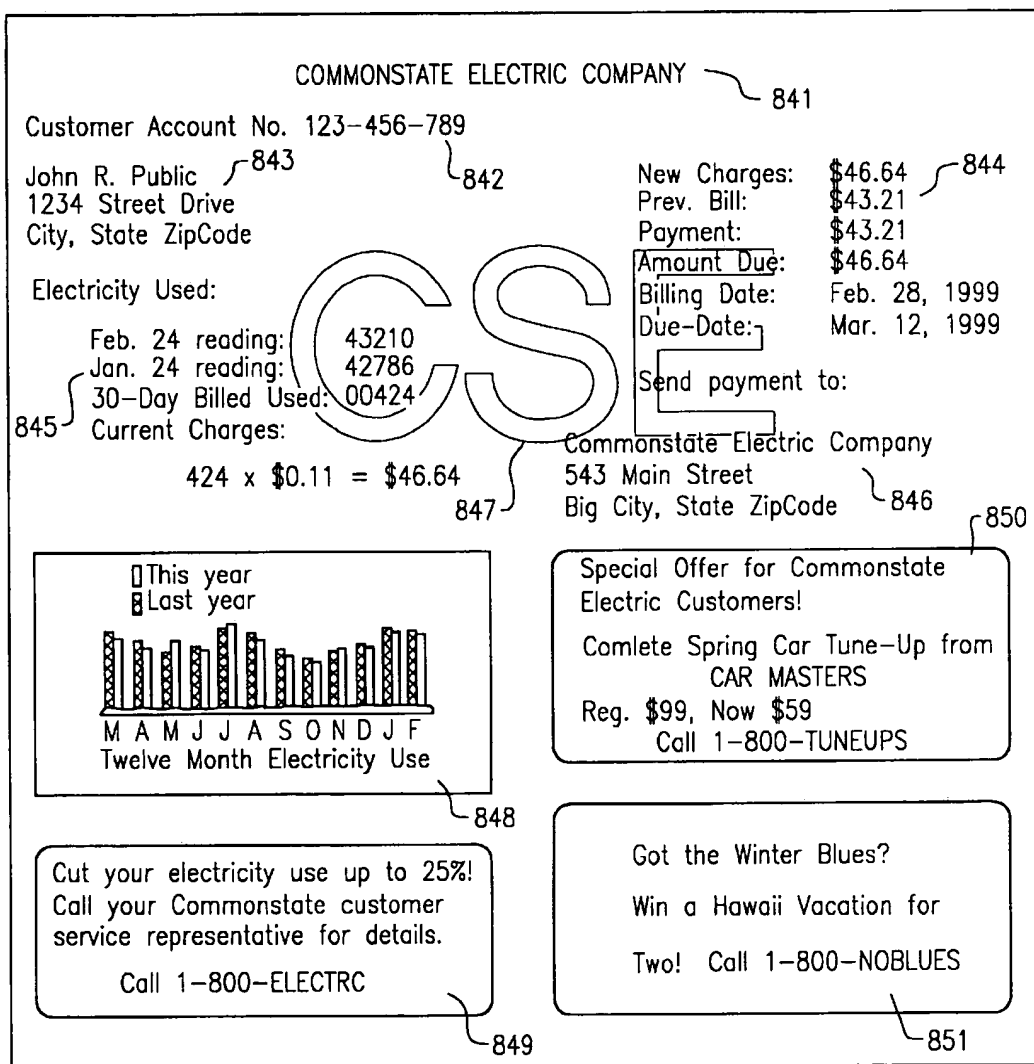 COMMONSTATE ELECTRIC COMPANY
841
Customer Account No. 123-456-789
842
John R. Public
843
1234 Street Drive
City, State ZipCode
New Charges: $46.64
844
Prev. Bill: $43.21
Payment: $43.21
Amount Due: $46.64
Billing Date: Feb. 28, 1999
Due-Date: Mar. 12, 1999
CSE
847
Electricity Used:
Feb. 24 reading: 43210
Jan. 24 reading: 42786
30-Day Billed Used: 00424
845
Current Charges:
424 x $0.11 = $46.64
Send payment to:
Commonstate Electric Company
543 Main Street
Big City, State ZipCode
846
This year
Last year
M A M J J A S O N D J F
Twelve Month Electricity Use
848
850
Special Offer for Commonstate
Electric Customers!
Comlete Spring Car Tune-Up from
CAR MASTERS
Reg. $99, Now $59
Call 1-800-TUNEUPS
Cut your electricity use up to 25%!
Call your Commonstate customer
service representative for details.
Call 1-800-ELECTRC
849
Got the Winter Blues?
Win a Hawaii Vacation for
Two! Call 1-800-NOBLUES
851